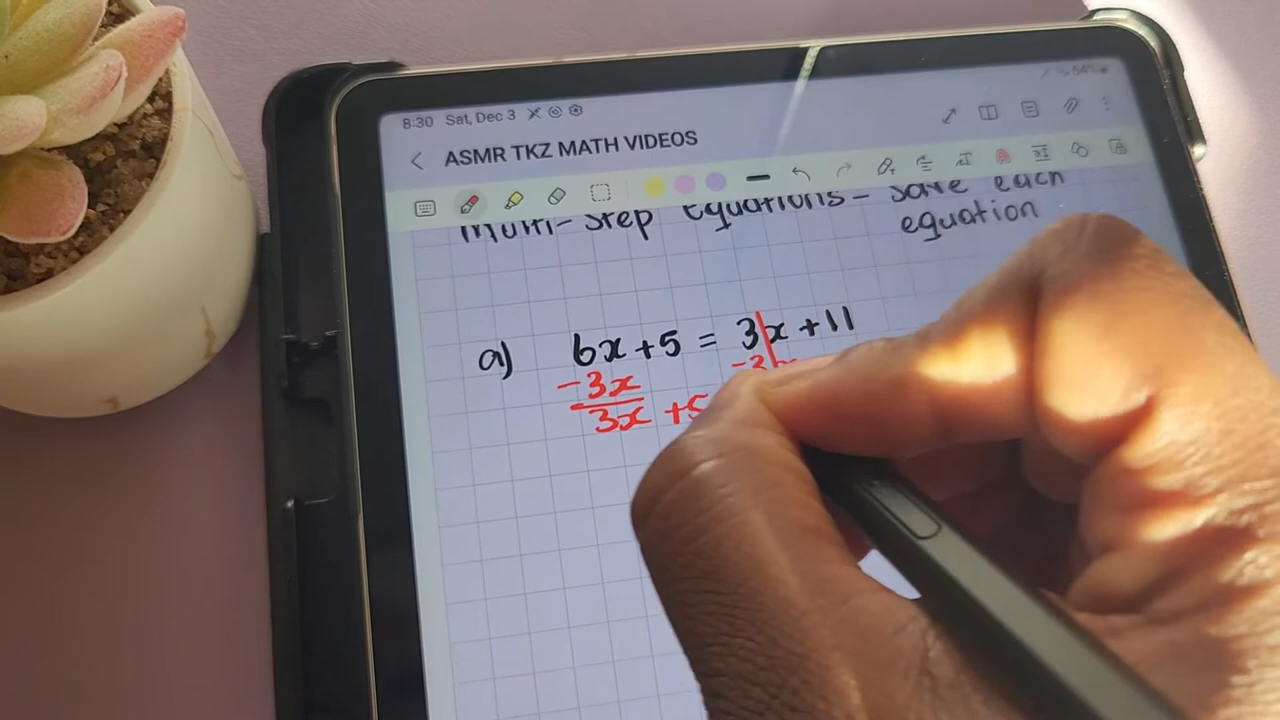 8:30 Sat, Dec 3
ASMR TKZ MATH VIDEOS
Multi-Step Equations - Solve each
equation
a) 6x+5 = 3x+11
-3x -3x
3x +5